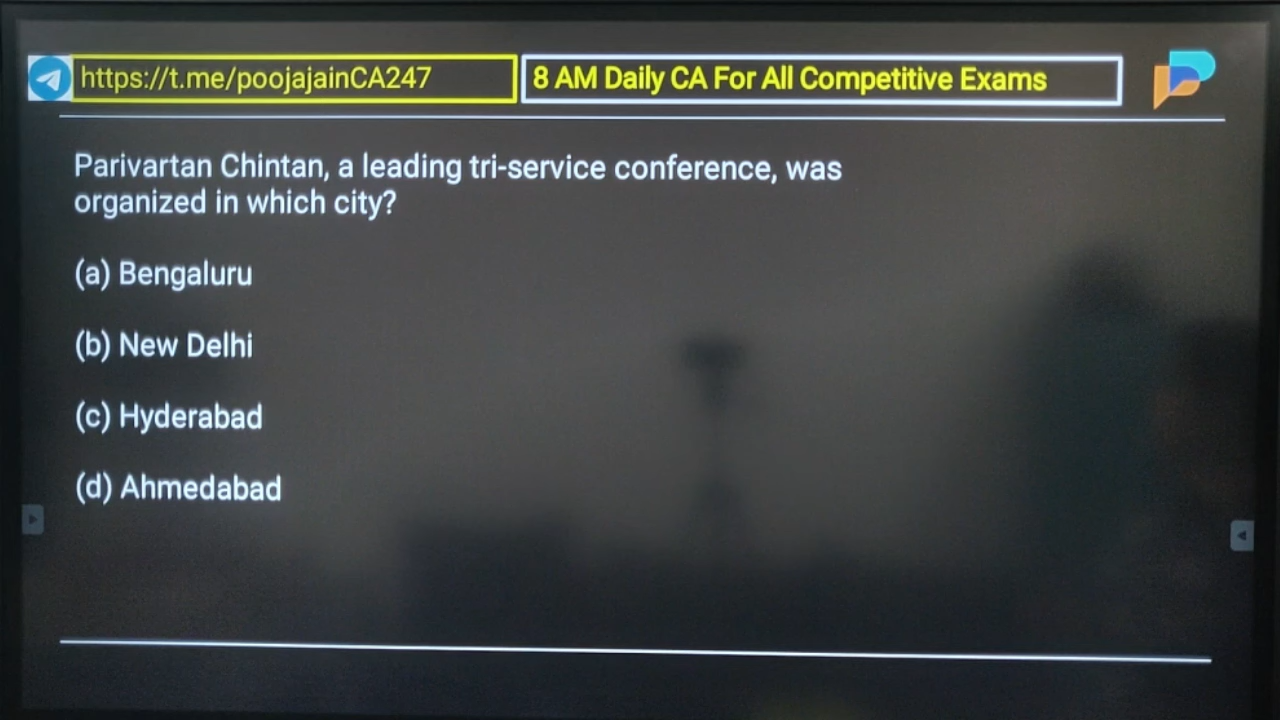 https://t.me/poojajainCA247
8 AM Daily CA For All Competitive Exams
Parivartan Chintan, a leading tri-service conference, was
organized in which city?
(a) Bengaluru
(b) New Delhi
(c) Hyderabad
(d) Ahmedabad